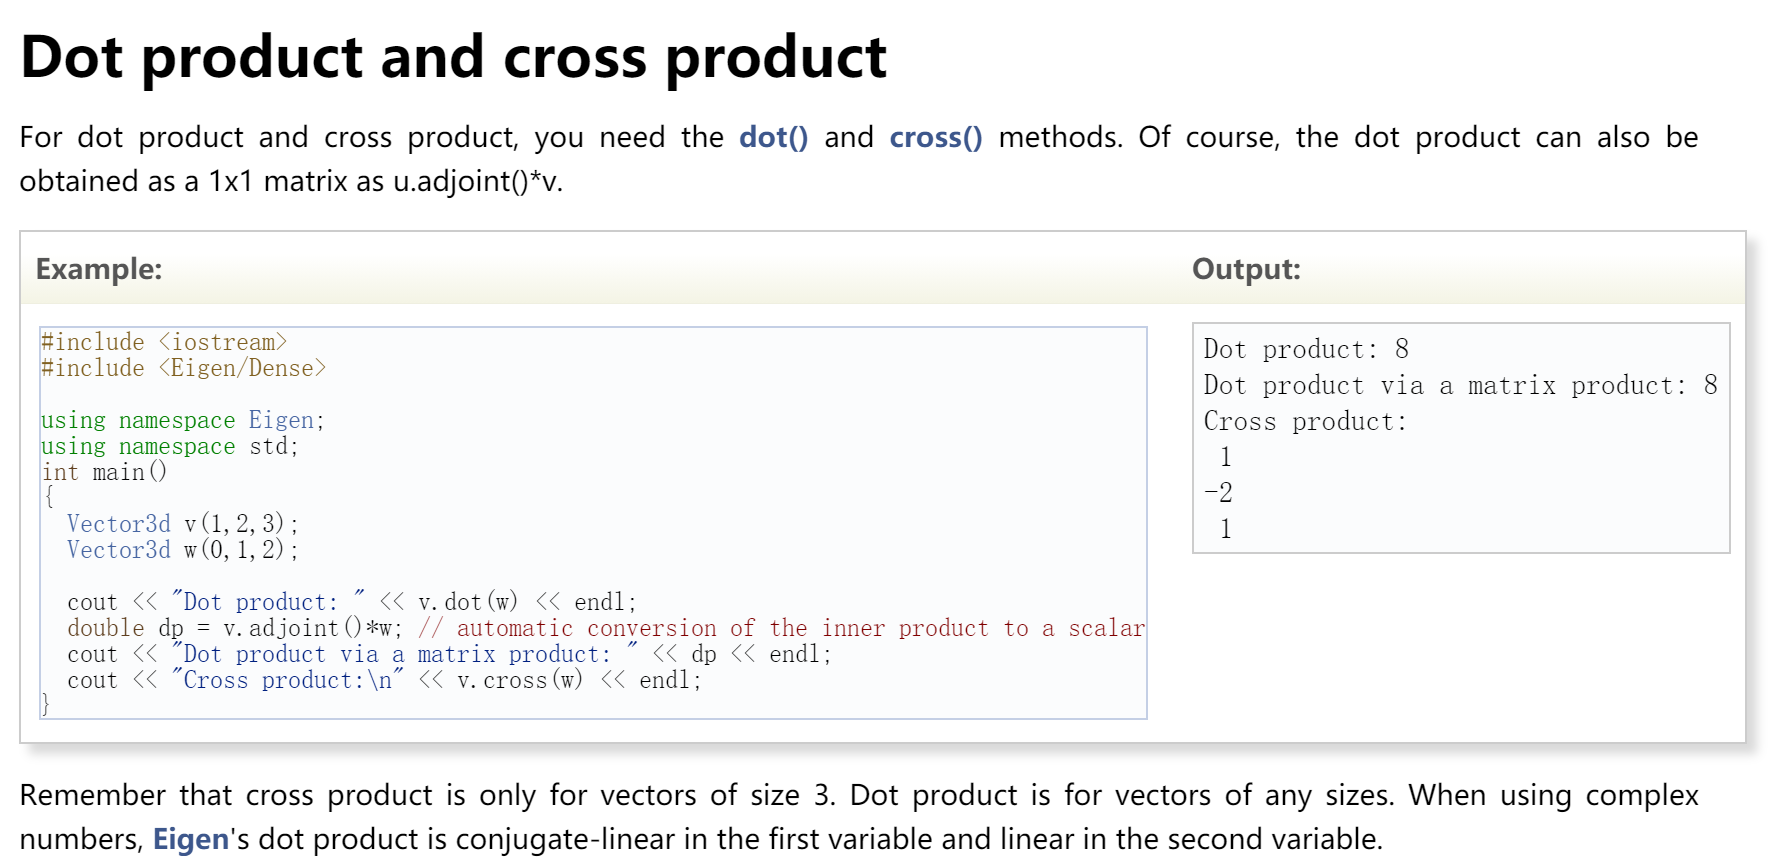 Dot product and cross product
For dot product and cross product, you need the dot() and cross() methods. Of course, the dot product can also be
obtained as a 1x1 matrix as u.adjoint()*v.
Example:
#include <iostream>
#include <Eigen/Dense>
using namespace Eigen;
using namespace std;
int main()
{
  Vector3d v(1,2,3);
  Vector3d w(0,1,2);
  cout << "Dot product: " << v.dot(w) << endl;
  double dp = v.adjoint()*w; // automatic conversion of the inner product to a scalar
  cout << "Dot product via a matrix product: " << dp << endl;
  cout << "Cross product:\n" << v.cross(w) << endl;
}
Output:
Dot product: 8
Dot product via a matrix product: 8
Cross product:
 1
-2
 1
Remember that cross product is only for vectors of size 3. Dot product is for vectors of any sizes. When using complex
numbers, Eigen's dot product is conjugate-linear in the first variable and linear in the second variable.